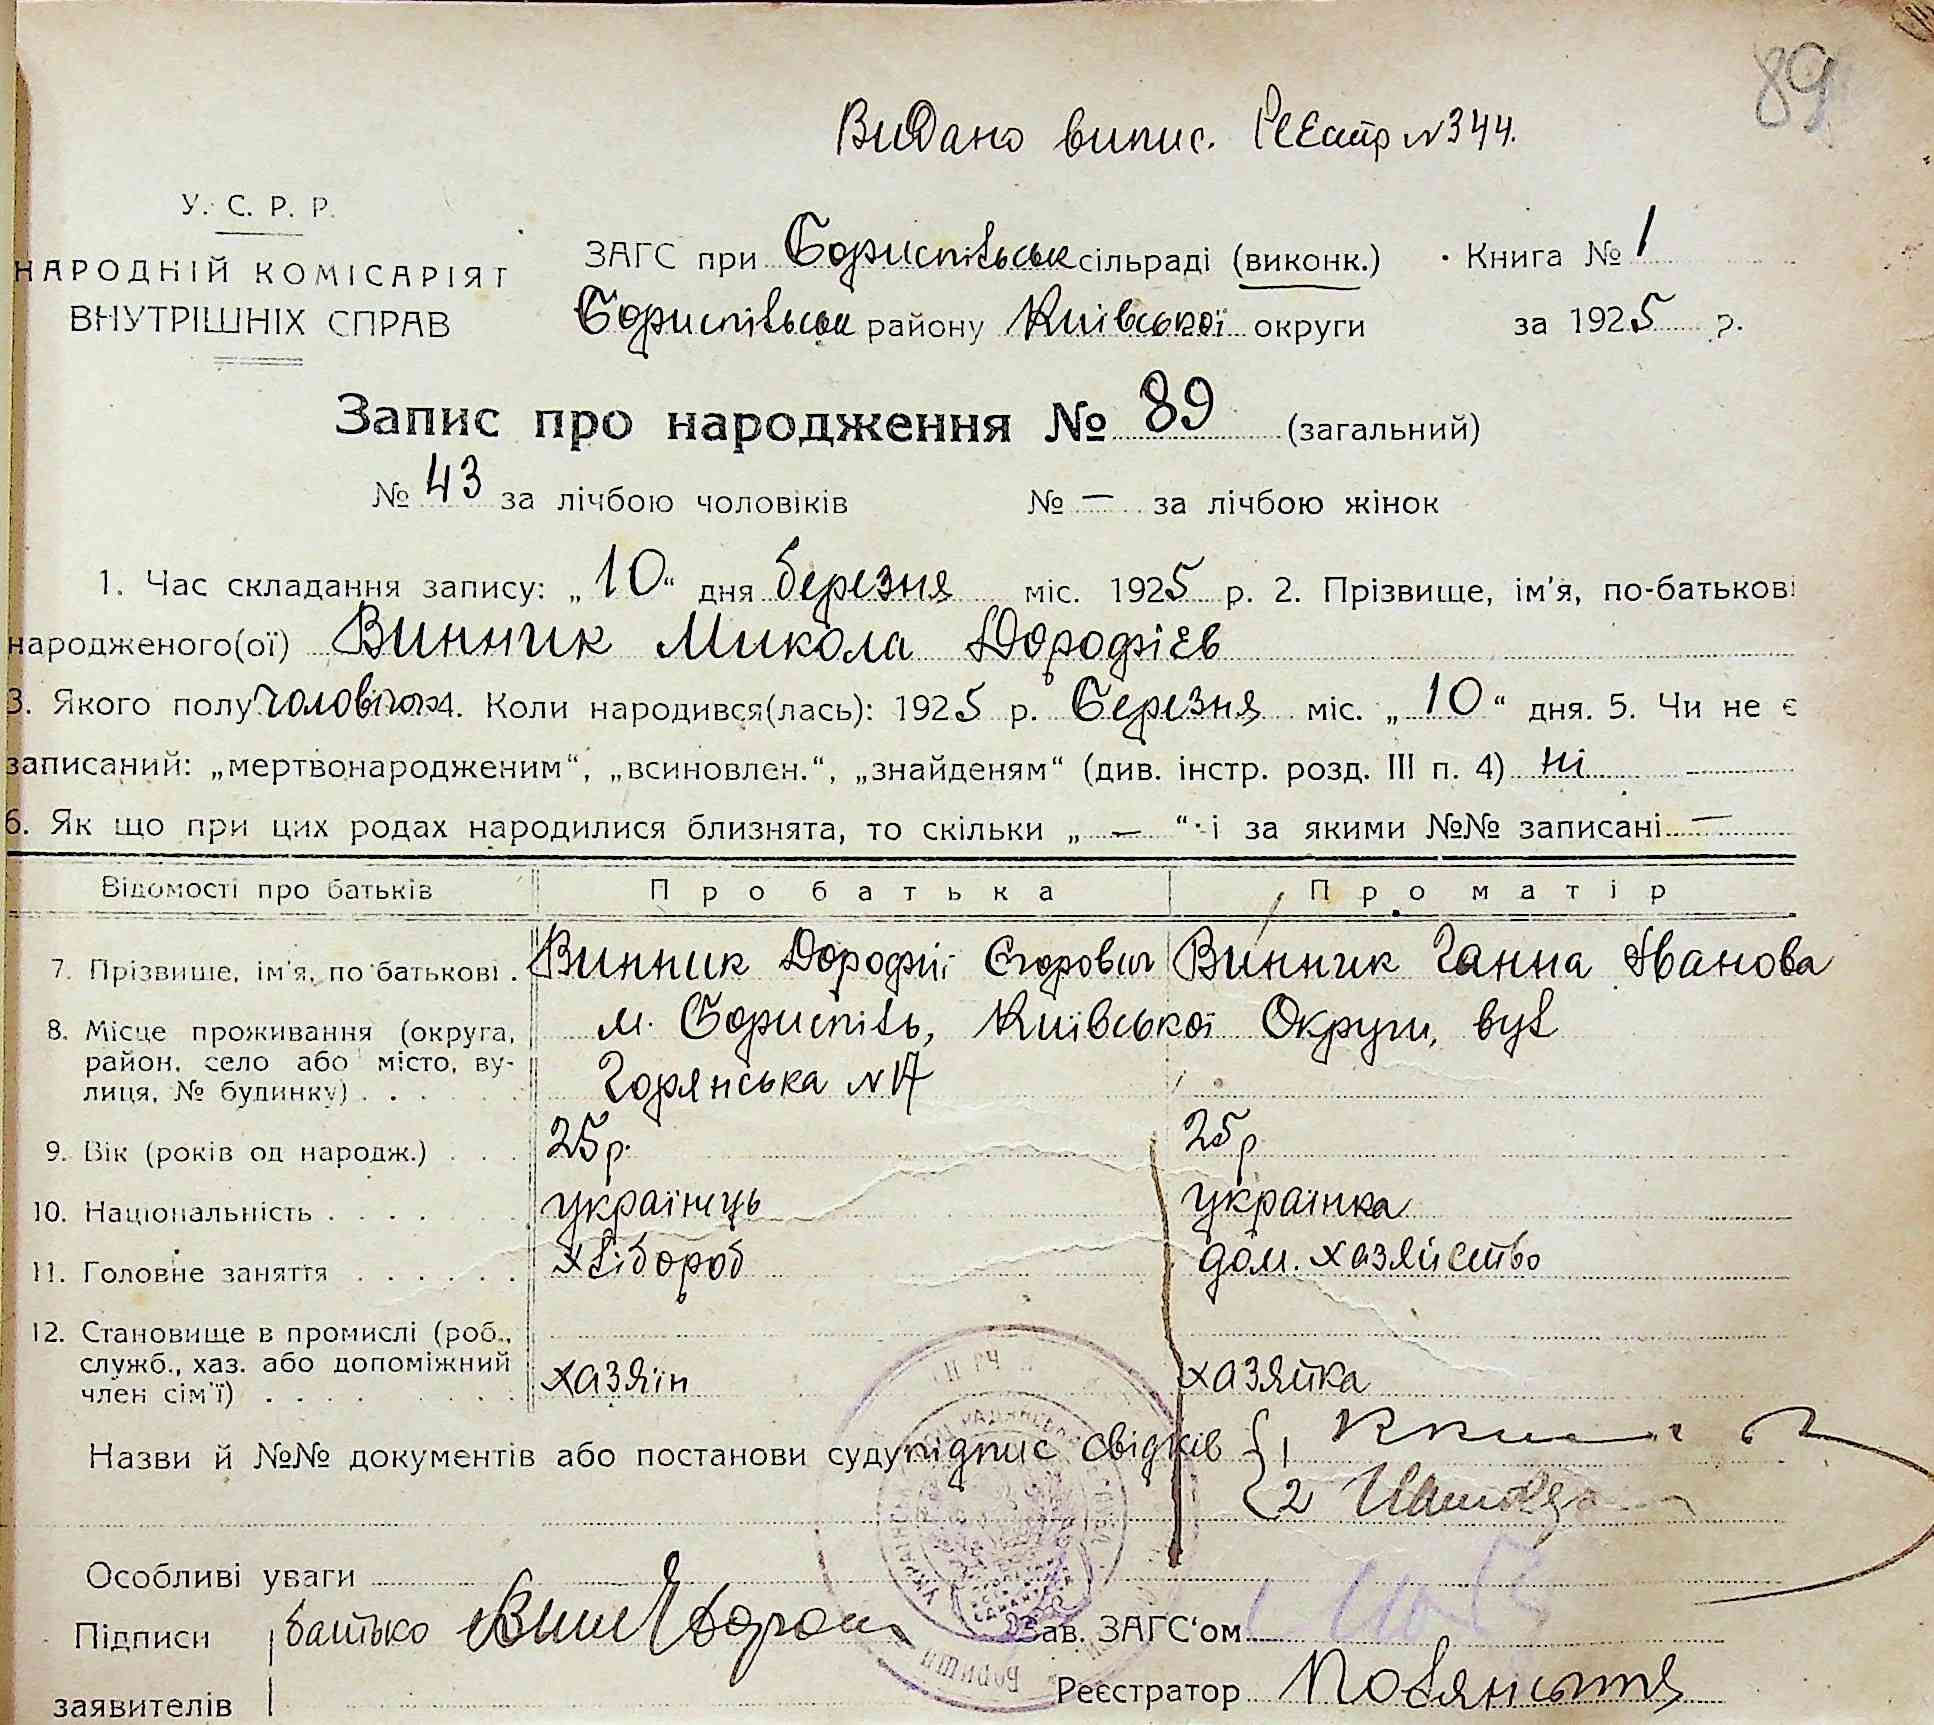 89
Видано випис. Реєстр №344.
У. С. Р. Р.
НАРОДНІЙ КОМІСАРІЯТ
ВНУТРІШНІХ СПРАВ
ЗАГС при Бориспільськ сільраді (виконк.) Книга № 1
Бориспільськ району Київської округи за 1925 р.
Запис про народження № 89 (загальний)
№ 43 за лічбою чоловіків № — за лічбою жінок
1. Час складання запису: „10“ дня березня міс. 1925 р. 2. Прізвище, ім'я, по-батькові
народженого(ої) Винник Микола Дорофієв
3. Якого полу чоловічого 4. Коли народився(лась): 1925 р. Березня міс. „10“ дня. 5. Чи не є
записаний: „мертвонародженим“, „всиновлен.“, „знайденям“ (див. інстр. розд. III п. 4) ні
6. Як що при цих родах народилися близнята, то скільки „—“ і за якими №№ записані —
Відомості про батьків Про батька Про матір
7. Прізвище, ім'я, по батькові . Винник Дорофій Єгорович Винник Ганна Іванова
8. Місце проживання (округа, район, село або місто, вулиця, № будинку) . . м. Бориспіль, Київської Округи, вул
Горянська №
9. Вік (років од народж.) . . . 25 р. 25 р
10. Національність . . . . українець українка
11. Головне заняття . . . . . . хлібороб дом. хазяйство
12. Становище в промислі (роб., служб., хаз. або допоміжний член сім'ї) . . . . хазяїн хазяйка
Назви й №№ документів або постанови суду підпис свідків 1
2
Особливі уваги
Підписи батько Зав. ЗАГС'ом
заявителів Реєстратор